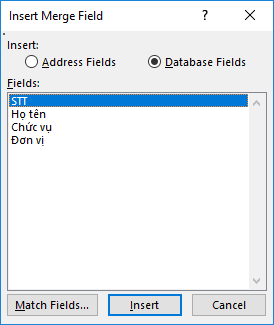 Insert Merge Field
Insert:
Address Fields Database Fields
Fields:
STT
Họ tên
Chức vụ
Đơn vị
Match Fields... Insert Cancel